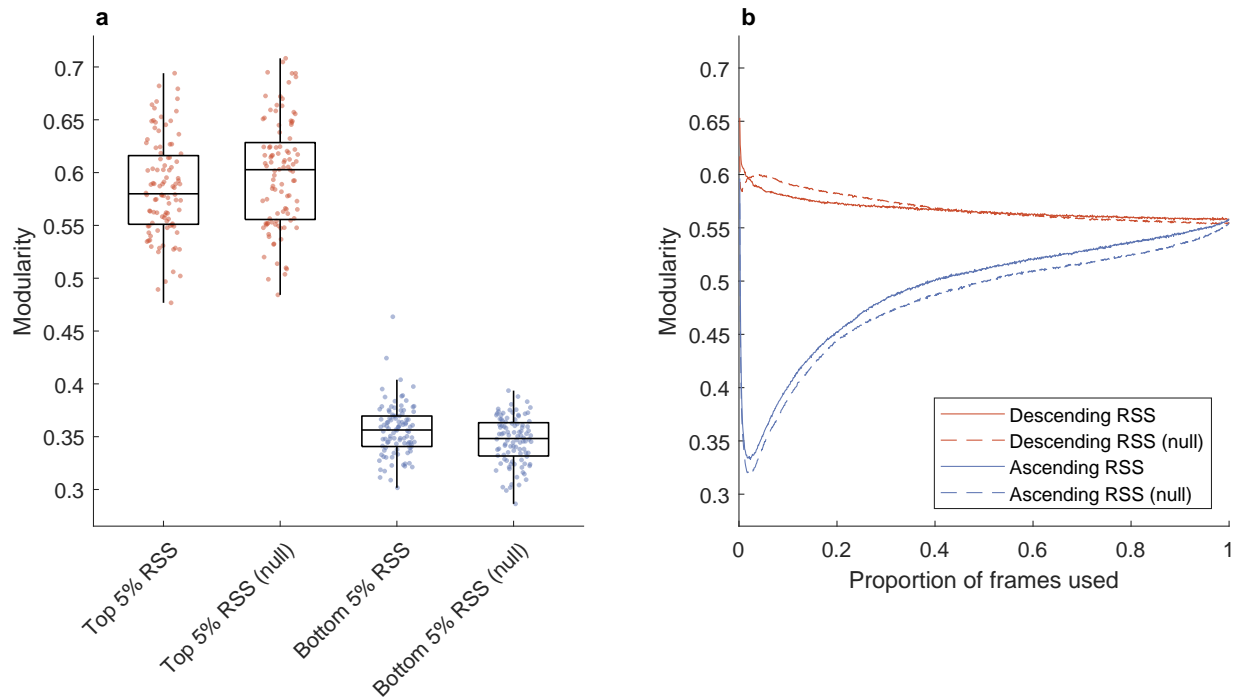 a
Modularity
0.7
0.65
0.6
0.55
0.5
0.45
0.4
0.35
0.3
Top 5% RSS
Top 5% RSS (null)
Bottom 5% RSS
Bottom 5% RSS (null)
b
Modularity
0.7
0.65
0.6
0.55
0.5
0.45
0.4
0.35
0.3
Descending RSS
Descending RSS (null)
Ascending RSS
Ascending RSS (null)
0 0.2 0.4 0.6 0.8 1
Proportion of frames used